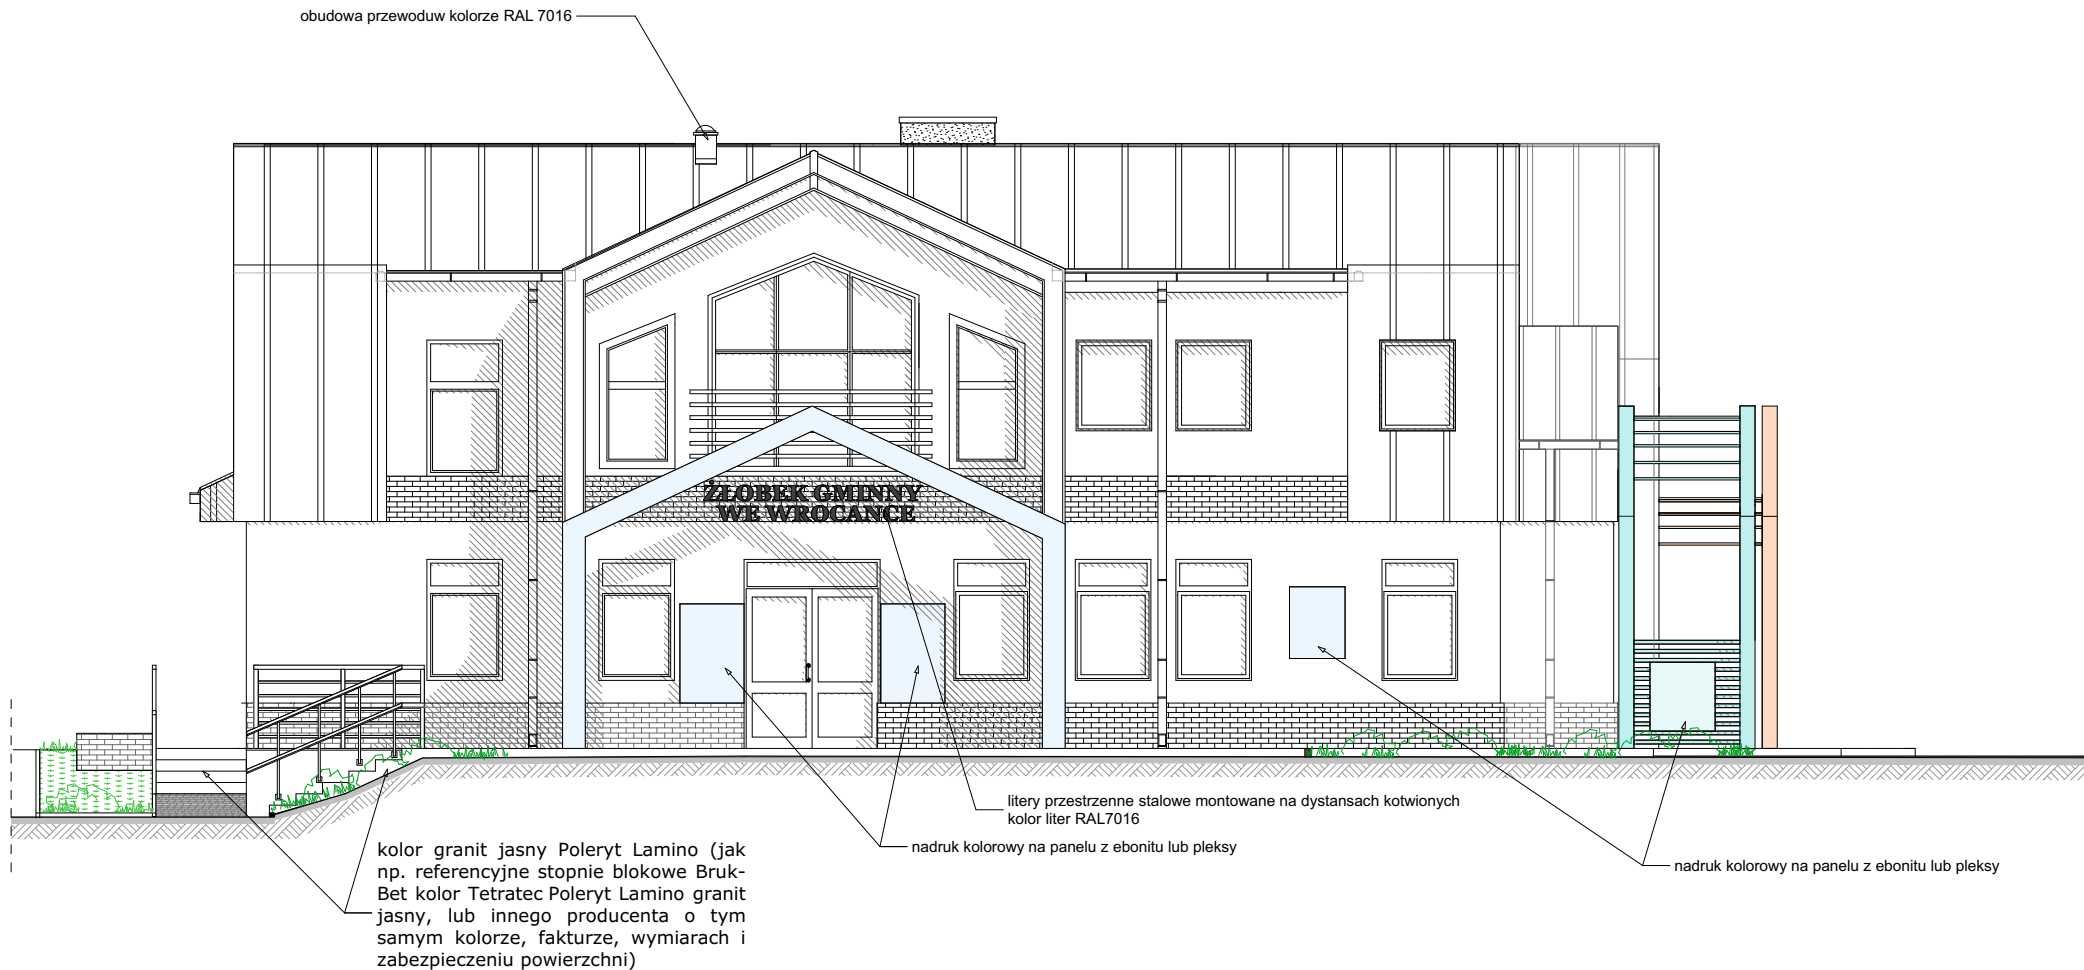 obudowa przewoduw kolorze RAL 7016
ŻŁOBEK GMINNY
WE WROCANCE
litery przestrzenne stalowe montowane na dystansach kotwionych
kolor liter RAL7016
nadruk kolorowy na panelu z ebonitu lub pleksy
nadruk kolorowy na panelu z ebonitu lub pleksy
kolor granit jasny Poleryt Lamino (jak
np. referencyjne stopnie blokowe Bruk-
Bet kolor Tetratec Poleryt Lamino granit
jasny, lub innego producenta o tym
samym kolorze, fakturze, wymiarach i
zabezpieczeniu powierzchni)